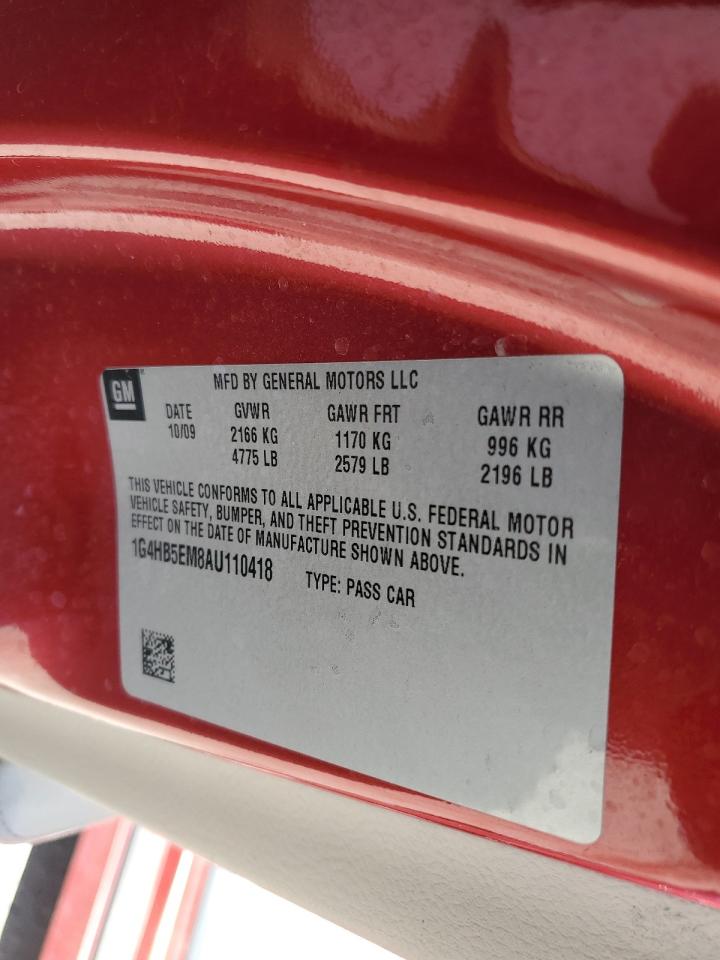 GM
MFD BY GENERAL MOTORS LLC
DATE GVWR GAWR FRT GAWR RR
10/09 2166 KG 1170 KG 996 KG
4775 LB 2579 LB 2196 LB
THIS VEHICLE CONFORMS TO ALL APPLICABLE U.S. FEDERAL MOTOR
VEHICLE SAFETY, BUMPER, AND THEFT PREVENTION STANDARDS IN
EFFECT ON THE DATE OF MANUFACTURE SHOWN ABOVE.
1G4HB5EM8AU110418 TYPE: PASS CAR